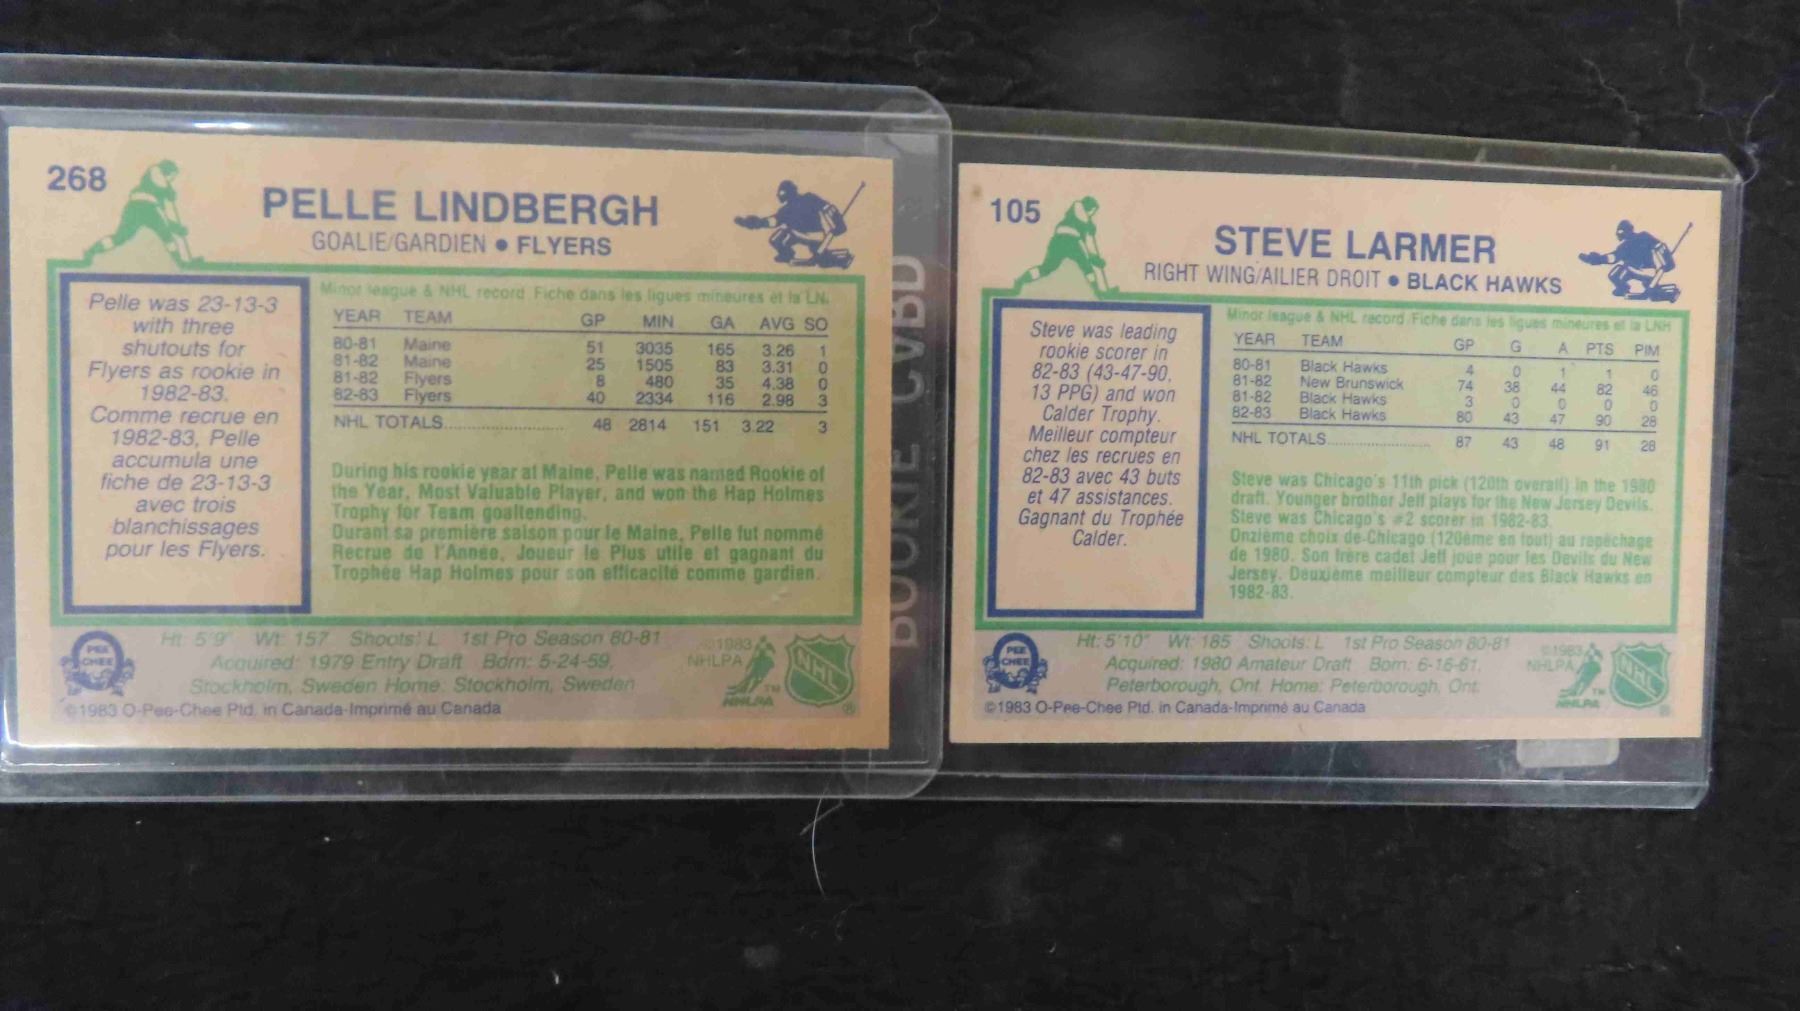 268
PELLE LINDBERGH
GOALIE/GARDIEN ● FLYERS
Pelle was 23-13-3
with three
shutouts for
Flyers as rookie in
1982-83.
Comme recrue en
1982-83, Pelle
accumula une
fiche de 23-13-3
avec trois
blanchissages
pour les Flyers.
Minor league & NHL record Fiche dans les ligues mineures et la LN.
YEAR TEAM GP MIN GA AVG SO
80-81 Maine 51 3035 165 3.26 1
81-82 Maine 25 1505 83 3.31 0
81-82 Flyers 8 480 35 4.38 0
82-83 Flyers 40 2334 116 2.98 3
NHL TOTALS 48 2814 151 3.22 3
During his rookie year at Maine, Pelle was named Rookie of
the Year, Most Valuable Player, and won the Hap Holmes
Trophy for Team goaltending.
Durant sa première saison pour le Maine, Pelle fut nommé
Recrue de l'Année, Joueur le Plus utile et gagnant du
Trophée Hap Holmes pour son efficacité comme gardien.
PEE
CHEE
Ht: 5'9" Wt: 157 Shoots: L 1st Pro Season 80-81
Acquired: 1979 Entry Draft Born: 5-24-59,
Stockholm, Sweden Home: Stockholm, Sweden
©1983
NHLPA
TM
NHLPA
NHL
®
©1983 O-Pee-Chee Ptd. in Canada-Imprimé au Canada
ROOKIE CARD
105
STEVE LARMER
RIGHT WING/AILIER DROIT ● BLACK HAWKS
Steve was leading
rookie scorer in
82-83 (43-47-90,
13 PPG) and won
Calder Trophy.
Meilleur compteur
chez les recrues en
82-83 avec 43 buts
et 47 assistances.
Gagnant du Trophée
Calder.
Minor league & NHL record Fiche dans les ligues mineures et la LNH
YEAR TEAM GP G A PTS PIM
80-81 Black Hawks 4 0 1 1 0
81-82 New Brunswick 74 38 44 82 46
81-82 Black Hawks 3 0 0 0 0
82-83 Black Hawks 80 43 47 90 28
NHL TOTALS 87 43 48 91 28
Steve was Chicago's 11th pick (120th overall) in the 1980
draft. Younger brother Jeff plays for the New Jersey Devils.
Steve was Chicago's #2 scorer in 1982-83.
Onzième choix de Chicago (120ème en tout) au repêchage
de 1980. Son frère cadet Jeff joue pour les Devils du New
Jersey. Deuxième meilleur compteur des Black Hawks en
1982-83.
PEE
CHEE
Ht: 5'10" Wt: 185 Shoots: L 1st Pro Season 80-81
Acquired: 1980 Amateur Draft Born: 6-16-61,
Peterborough, Ont. Home: Peterborough, Ont.
©1983
NHLPA
TM
NHLPA
NHL
®
©1983 O-Pee-Chee Ptd. in Canada-Imprimé au Canada